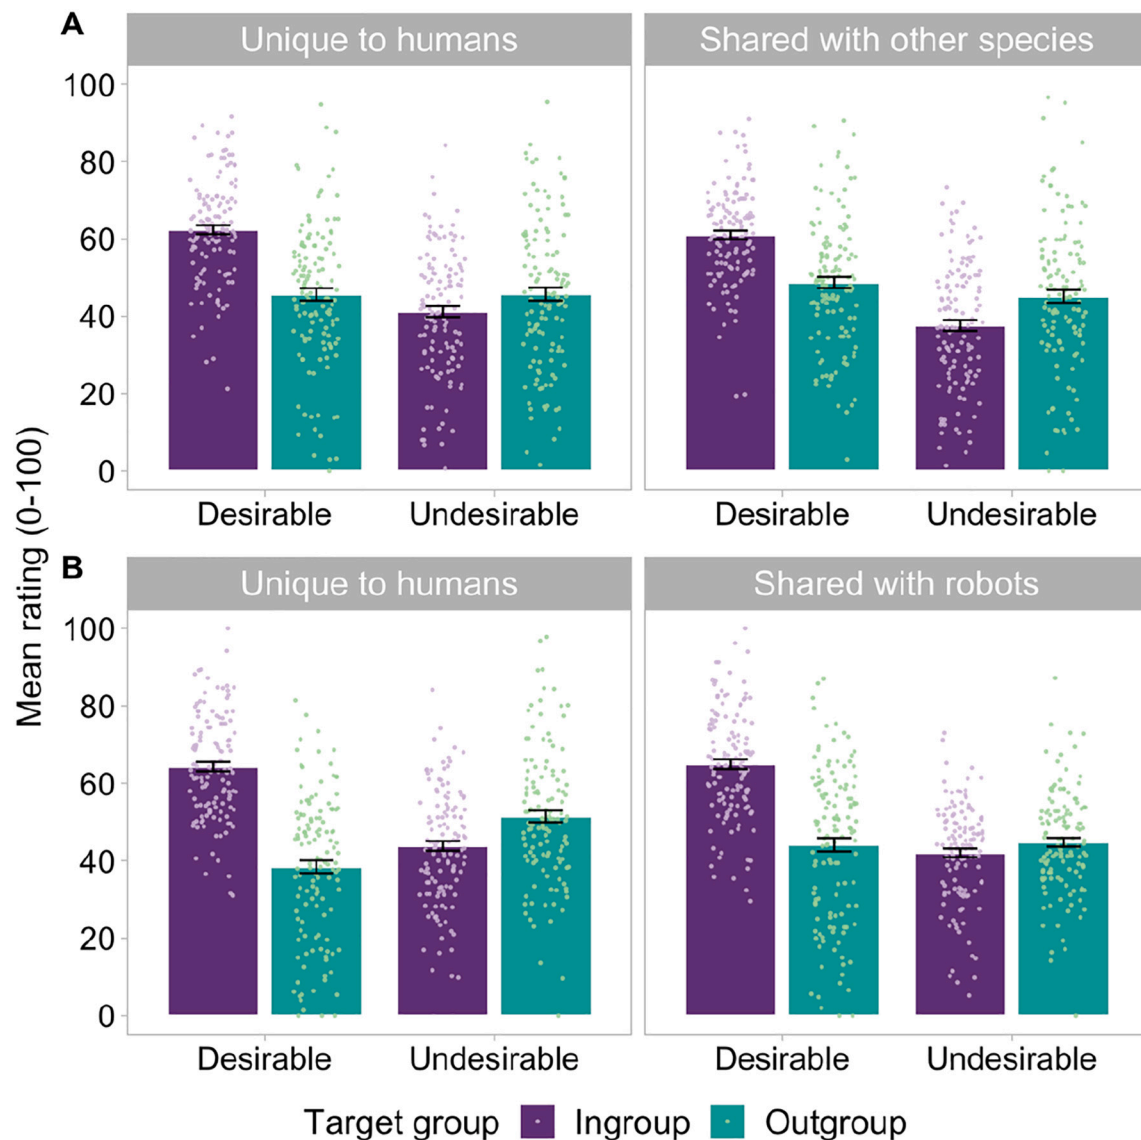 A
Unique to humans
Shared with other species
100
80
60
40
20
0
Desirable
Undesirable
Desirable
Undesirable
Mean rating (0-100)
B
Unique to humans
Shared with robots
100
80
60
40
20
0
Desirable
Undesirable
Desirable
Undesirable
Target group Ingroup Outgroup